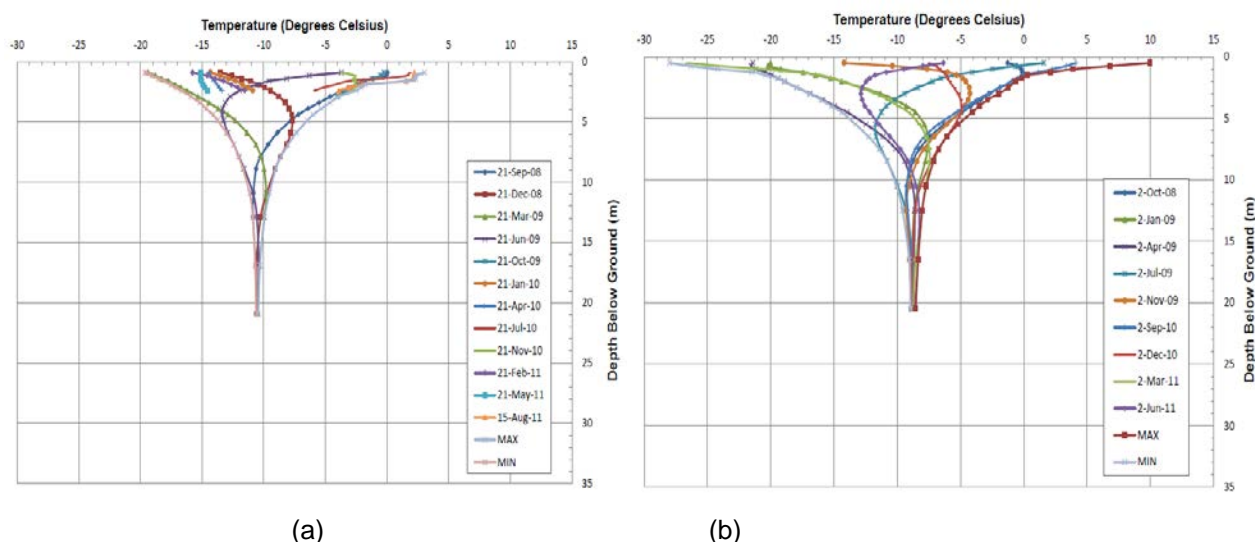 Temperature (Degrees Celsius)
-30 -25 -20 -15 -10 -5 0 5 10 15
0
5
10
15
20
25
30
35
Depth Below Ground (m)
21-Sep-08
21-Dec-08
21-Mar-09
21-Jun-09
21-Oct-09
21-Jan-10
21-Apr-10
21-Jul-10
21-Nov-10
21-Feb-11
21-May-11
15-Aug-11
MAX
MIN
(a)
Temperature (Degrees Celsius)
-30 -25 -20 -15 -10 -5 0 5 10 15
0
5
10
15
20
25
30
35
Depth Below Ground (m)
2-Oct-08
2-Jan-09
2-Apr-09
2-Jul-09
2-Nov-09
2-Sep-10
2-Dec-10
2-Mar-11
2-Jun-11
MAX
MIN
(b)